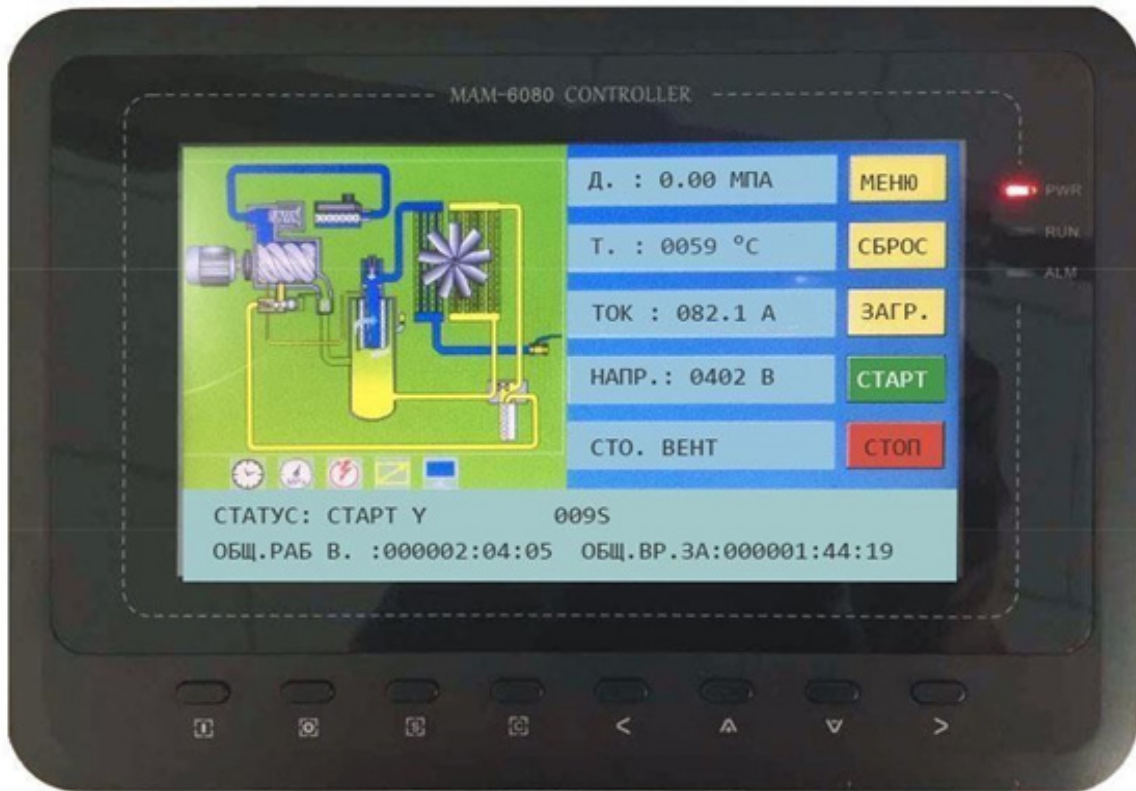 MAM-6080 CONTROLLER
Д. : 0.00 МПА
МЕНЮ
PWR
Т. : 0059 °C
СБРОС
RUN
ALM
ТОК : 082.1 А
ЗАГР.
НАПР.: 0402 В
СТАРТ
СТО. ВЕНТ
СТОП
СТАТУС: СТАРТ Y 009S
ОБЩ.РАБ В. :000002:04:05 ОБЩ.ВР.ЗА:000001:44:19
I O S C < >